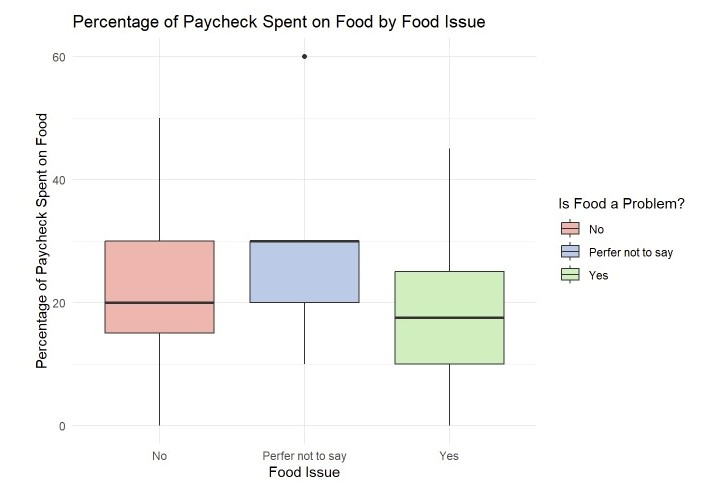 Percentage of Paycheck Spent on Food by Food Issue
Percentage of Paycheck Spent on Food
60
40
20
0
No
Perfer not to say
Yes
Food Issue
Is Food a Problem?
No
Perfer not to say
Yes